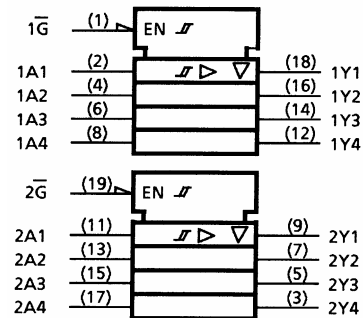 1G̅ (1) EN
1A1 (2) (18) 1Y1
1A2 (4) (16) 1Y2
1A3 (6) (14) 1Y3
1A4 (8) (12) 1Y4
2G̅ (19) EN
2A1 (11) (9) 2Y1
2A2 (13) (7) 2Y2
2A3 (15) (5) 2Y3
2A4 (17) (3) 2Y4